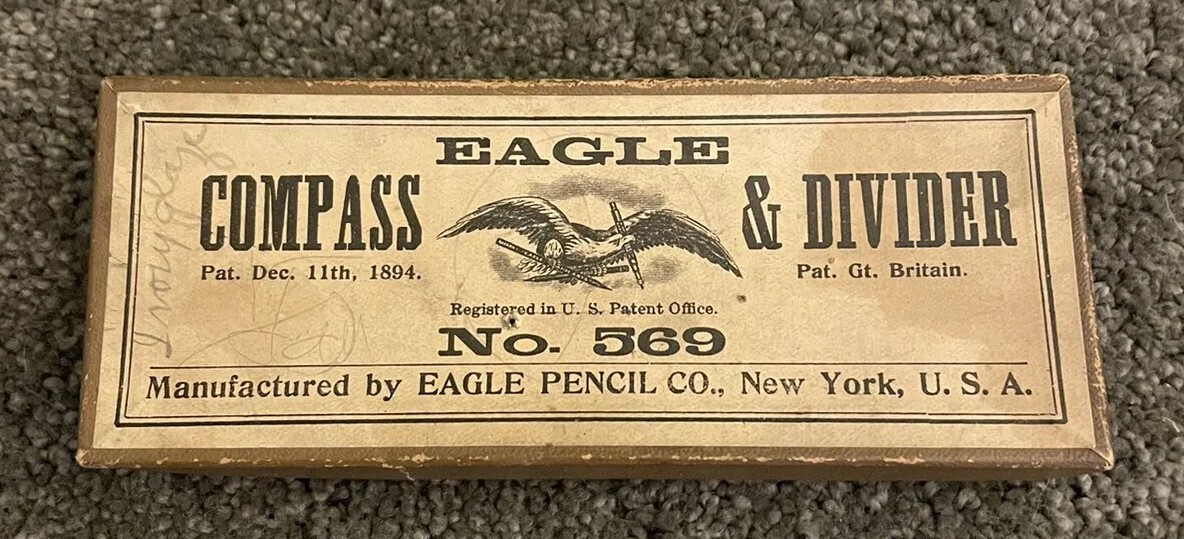 EAGLE
COMPASS & DIVIDER
Pat. Dec. 11th, 1894. Pat. Gt. Britain.
Registered in U. S. Patent Office.
No. 569
Manufactured by EAGLE PENCIL CO., New York, U. S. A.